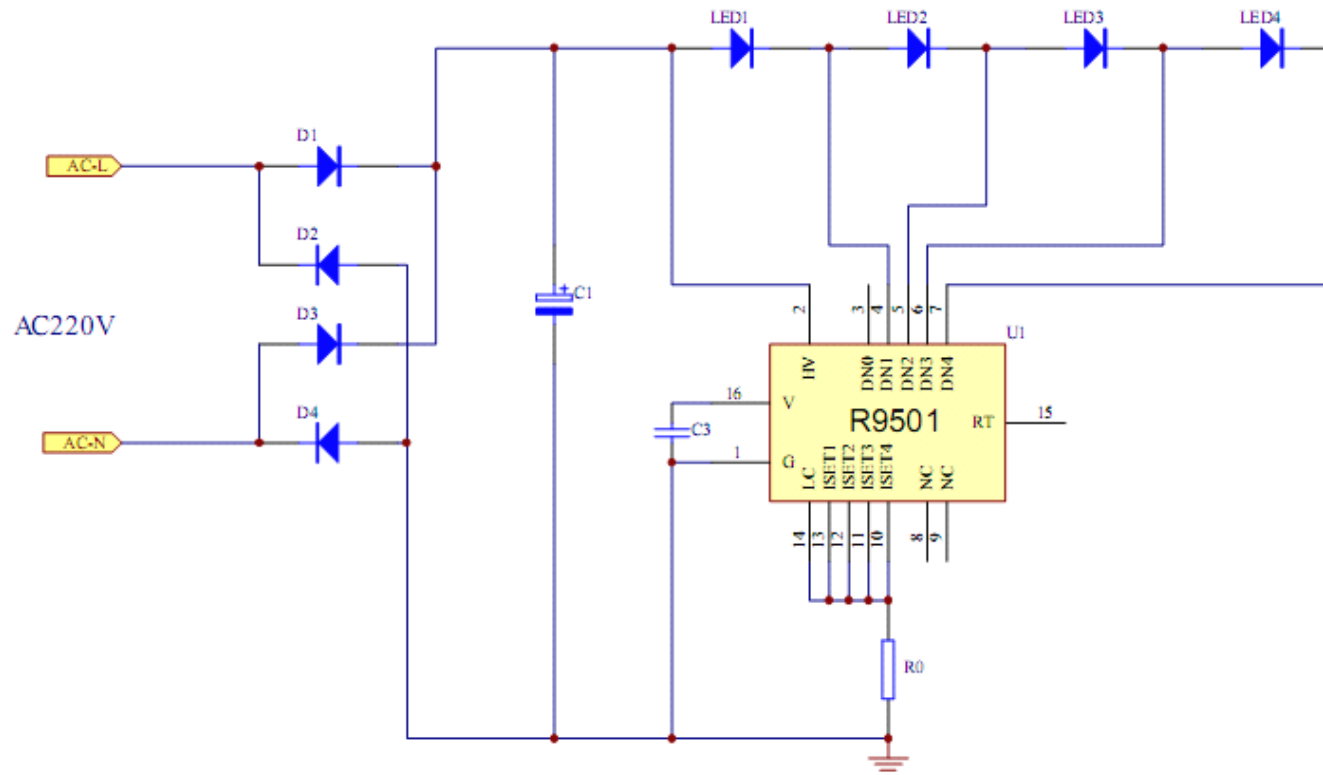 LED1 LED2 LED3 LED4
D1
AC-L
D2
C1
+
D3
AC220V
D4
AC-N
U1
2 3 4 5 6 7
HV DN0 DN1 DN2 DN3 DN4
16 V
C3
R9501
RT 15
1 G
LC ISET1 ISET2 ISET3 ISET4 NC NC
14 13 12 11 10 8 9
R0